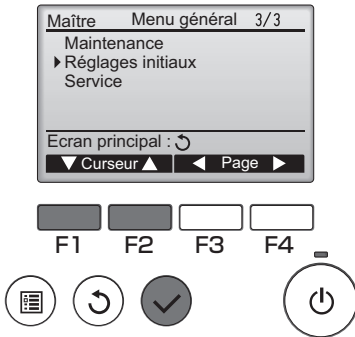 Maître Menu général 3/3
Maintenance
Réglages initiaux
Service
Ecran principal :
Curseur Page
F1 F2 F3 F4